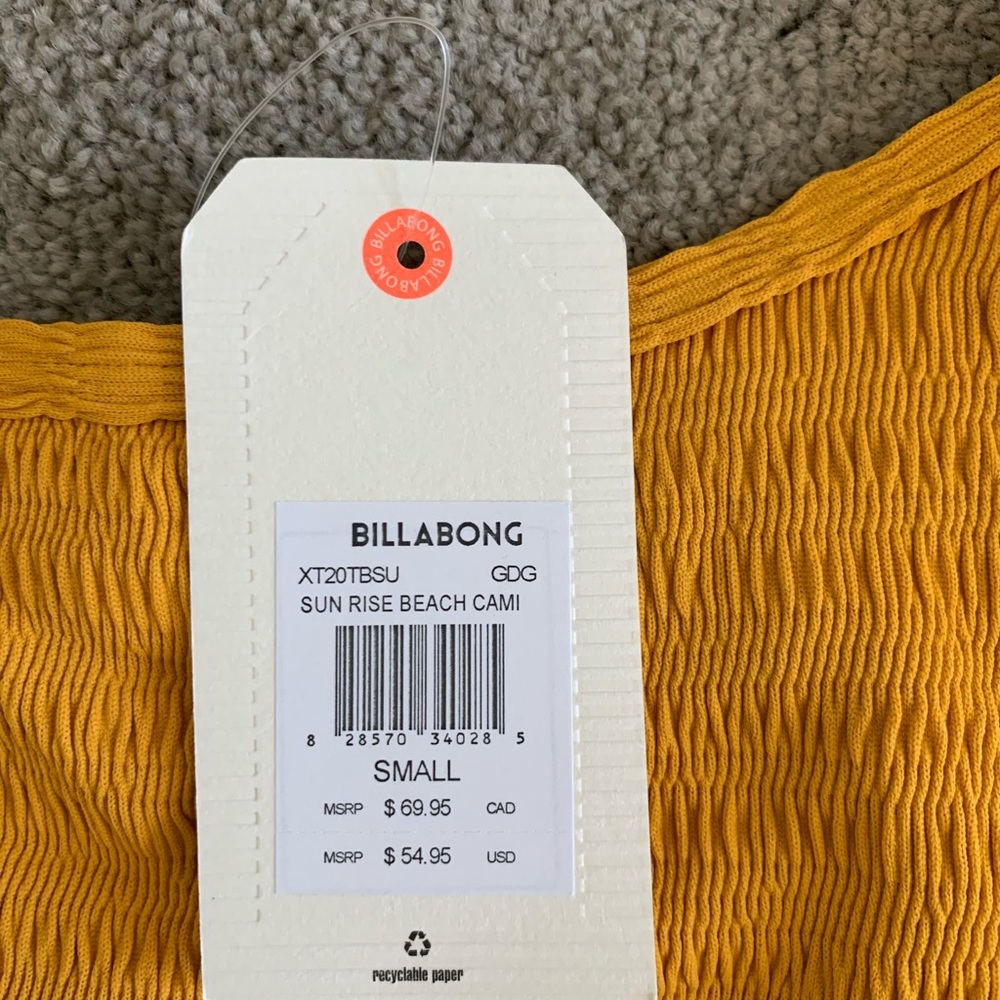 BILLABONG BILLABONG
BILLABONG
XT20TBSU GDG
SUN RISE BEACH CAMI
8 28570 34028 5
SMALL
MSRP $ 69.95 CAD
MSRP $ 54.95 USD
recyclable paper